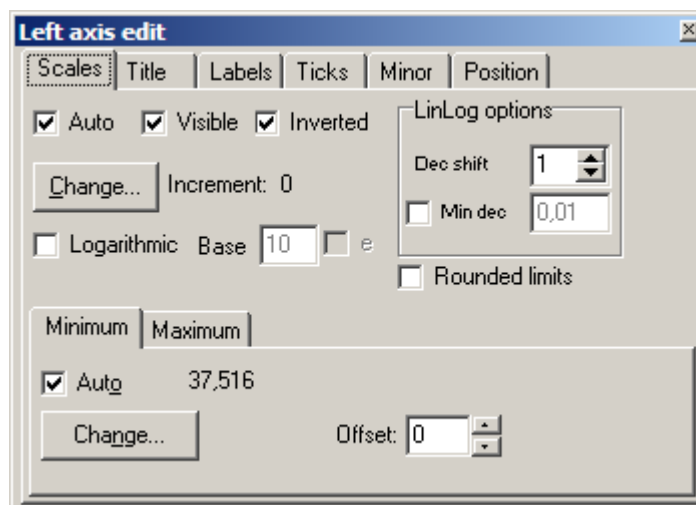 Left axis edit
Scales Title Labels Ticks Minor Position
Auto Visible Inverted
LinLog options
Dec shift 1
Change... Increment: 0
Min dec 0,01
Logarithmic Base 10 e
Rounded limits
Minimum Maximum
Auto 37,516
Change... Offset: 0